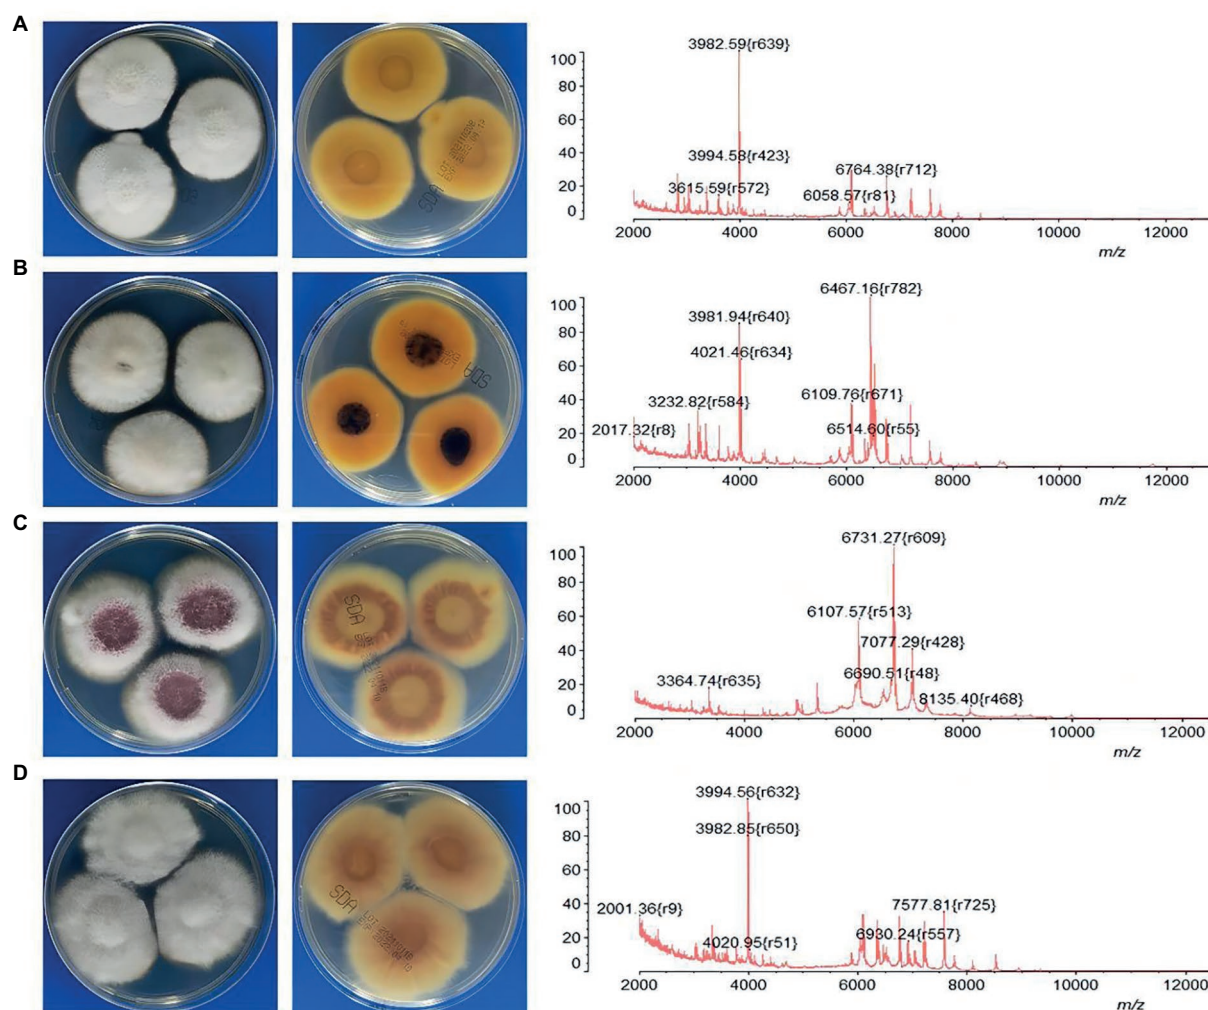 A
3982.59{r639}
100
80
60
3994.58{r423}
40
6764.38{r712}
3615.59{r572}
20
6058.57{r81}
0
2000 4000 6000 8000 10000 12000
m/z
SDA
B
6467.16{r782}
100
3981.94{r640}
80
4021.46{r634}
60
3232.82{r584}
6109.76{r671}
40
2017.32{r8}
6514.60{r55}
20
0
2000 4000 6000 8000 10000 12000
m/z
SDA
C
6731.27{r609}
100
80
6107.57{r513}
60
7077.29{r428}
40
3364.74{r635}
6690.51{r48}
20
8135.40{r468}
0
2000 4000 6000 8000 10000 12000
m/z
SDA
D
3994.56{r632}
100
3982.85{r650}
80
60
40
2001.36{r9}
7577.81{r725}
20
4020.95{r51}
6930.24{r557}
0
2000 4000 6000 8000 10000 12000
m/z
SDA